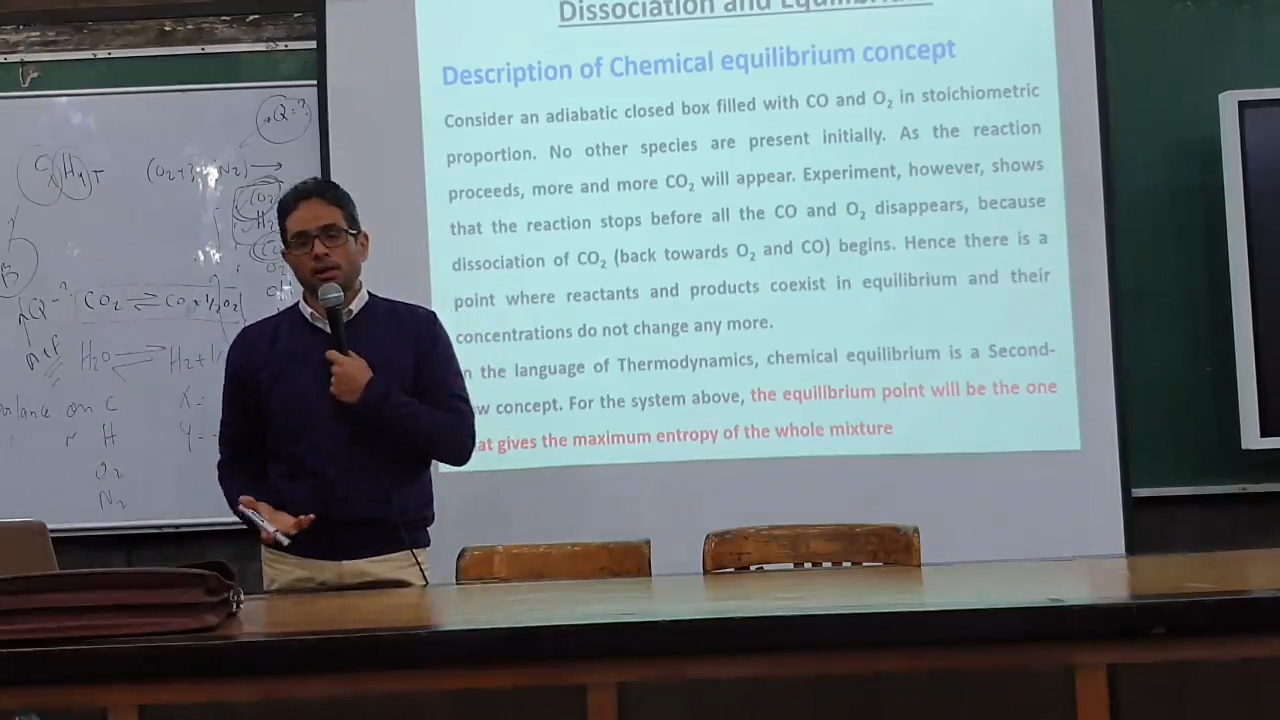 Dissociation and
Description of Chemical equilibrium concept
Consider an adiabatic closed box filled with CO and O₂ in stoichiometric
proportion. No other species are present initially. As the reaction
proceeds, more and more CO₂ will appear. Experiment, however, shows
that the reaction stops before all the CO and O₂ disappears, because
dissociation of CO₂ (back towards O₂ and CO) begins. Hence there is a
point where reactants and products coexist in equilibrium and their
concentrations do not change any more.
the language of Thermodynamics, chemical equilibrium is a Second-
concept. For the system above, the equilibrium point will be the one
gives the maximum entropy of the whole mixture
Q=?
CO₂ ⇌ CO + 1/2 O₂
H₂O ⇌ H₂ +
on C
H
O₂
N₂
X=
Y=